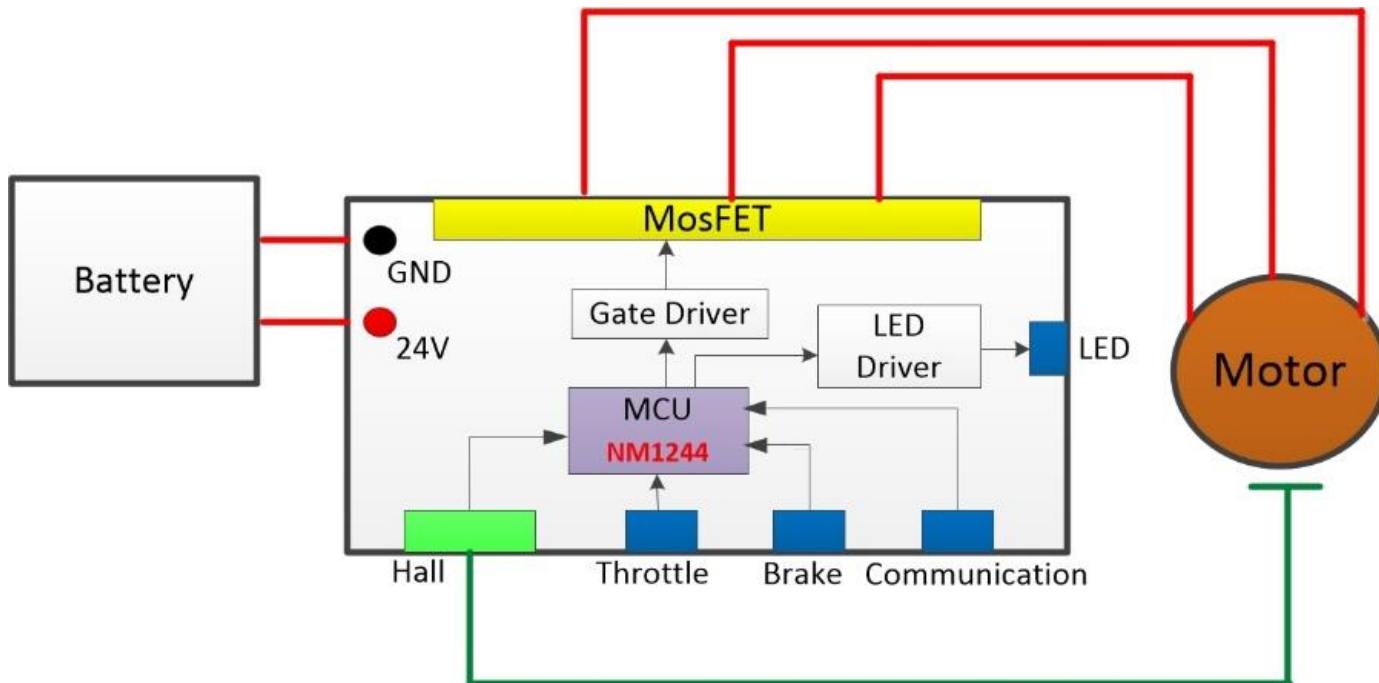 MosFET
Battery
GND
24V
Gate Driver
LED
Driver
LED
Motor
MCU
NM1244
Hall
Throttle
Brake
Communication